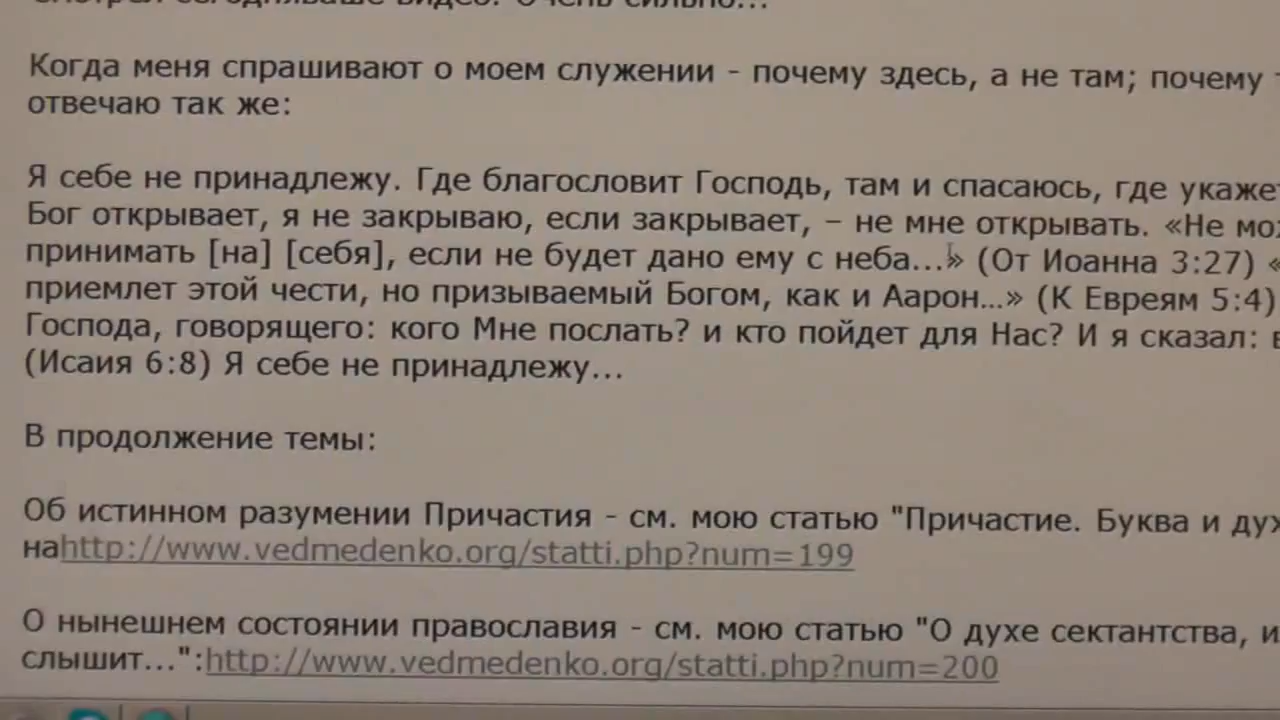 видео. Очень сильно...
Когда меня спрашивают о моем служении - почему здесь, а не там; почему
отвечаю так же:
Я себе не принадлежу. Где благословит Господь, там и спасаюсь, где укаже
Бог открывает, я не закрываю, если закрывает, – не мне открывать. «Не мо
принимать [на] [себя], если не будет дано ему с неба...» (От Иоанна 3:27) «
приемлет этой чести, но призываемый Богом, как и Аарон...» (К Евреям 5:4)
Господа, говорящего: кого Мне послать? и кто пойдет для Нас? И я сказал: в
(Исаия 6:8) Я себе не принадлежу...
В продолжение темы:
Об истинном разумении Причастия - см. мою статью "Причастие. Буква и дух
наhttp://www.vedmedenko.org/statti.php?num=199
О нынешнем состоянии православия - см. мою статью "О духе сектантства, и
слышит...":http://www.vedmedenko.org/statti.php?num=200